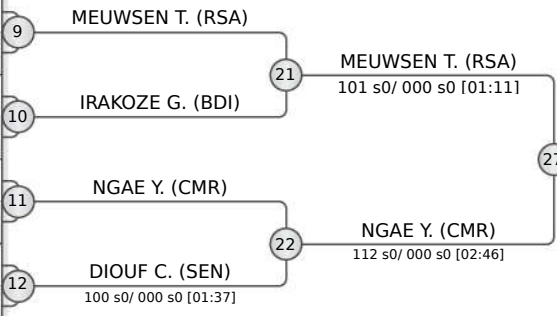 9
MEUWSEN T. (RSA)
21
MEUWSEN T. (RSA)
101 s0/ 000 s0 [01:11]
10
IRAKOZE G. (BDI)
27
11
NGAE Y. (CMR)
22
NGAE Y. (CMR)
112 s0/ 000 s0 [02:46]
12
DIOUF C. (SEN)
100 s0/ 000 s0 [01:37]